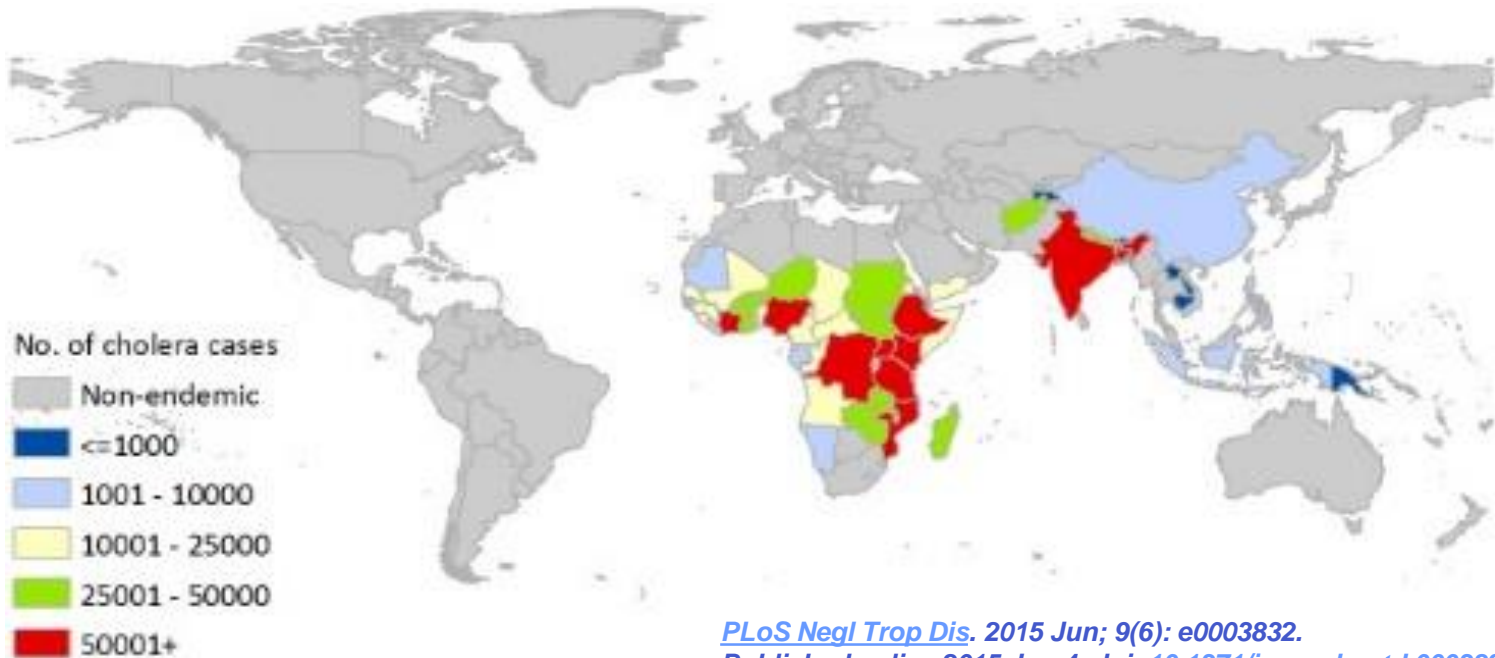 No. of cholera cases
Non-endemic
<=1000
1001 - 10000
10001 - 25000
25001 - 50000
50001+
PLoS Negl Trop Dis. 2015 Jun; 9(6): e0003832.